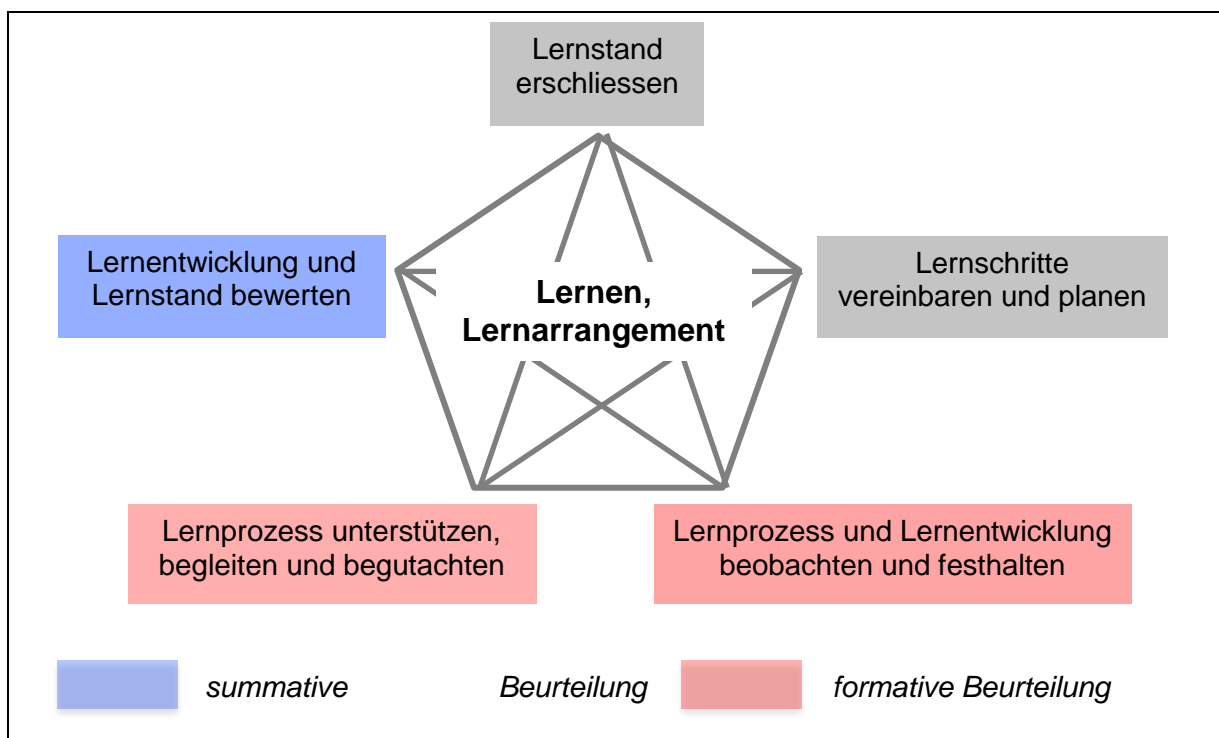 Lernstand
erschliessen
Lernentwicklung und
Lernstand bewerten
Lernschritte
vereinbaren und planen
Lernen,
Lernarrangement
Lernprozess unterstützen,
begleiten und begutachten
Lernprozess und Lernentwicklung
beobachten und festhalten
summative Beurteilung
formative Beurteilung